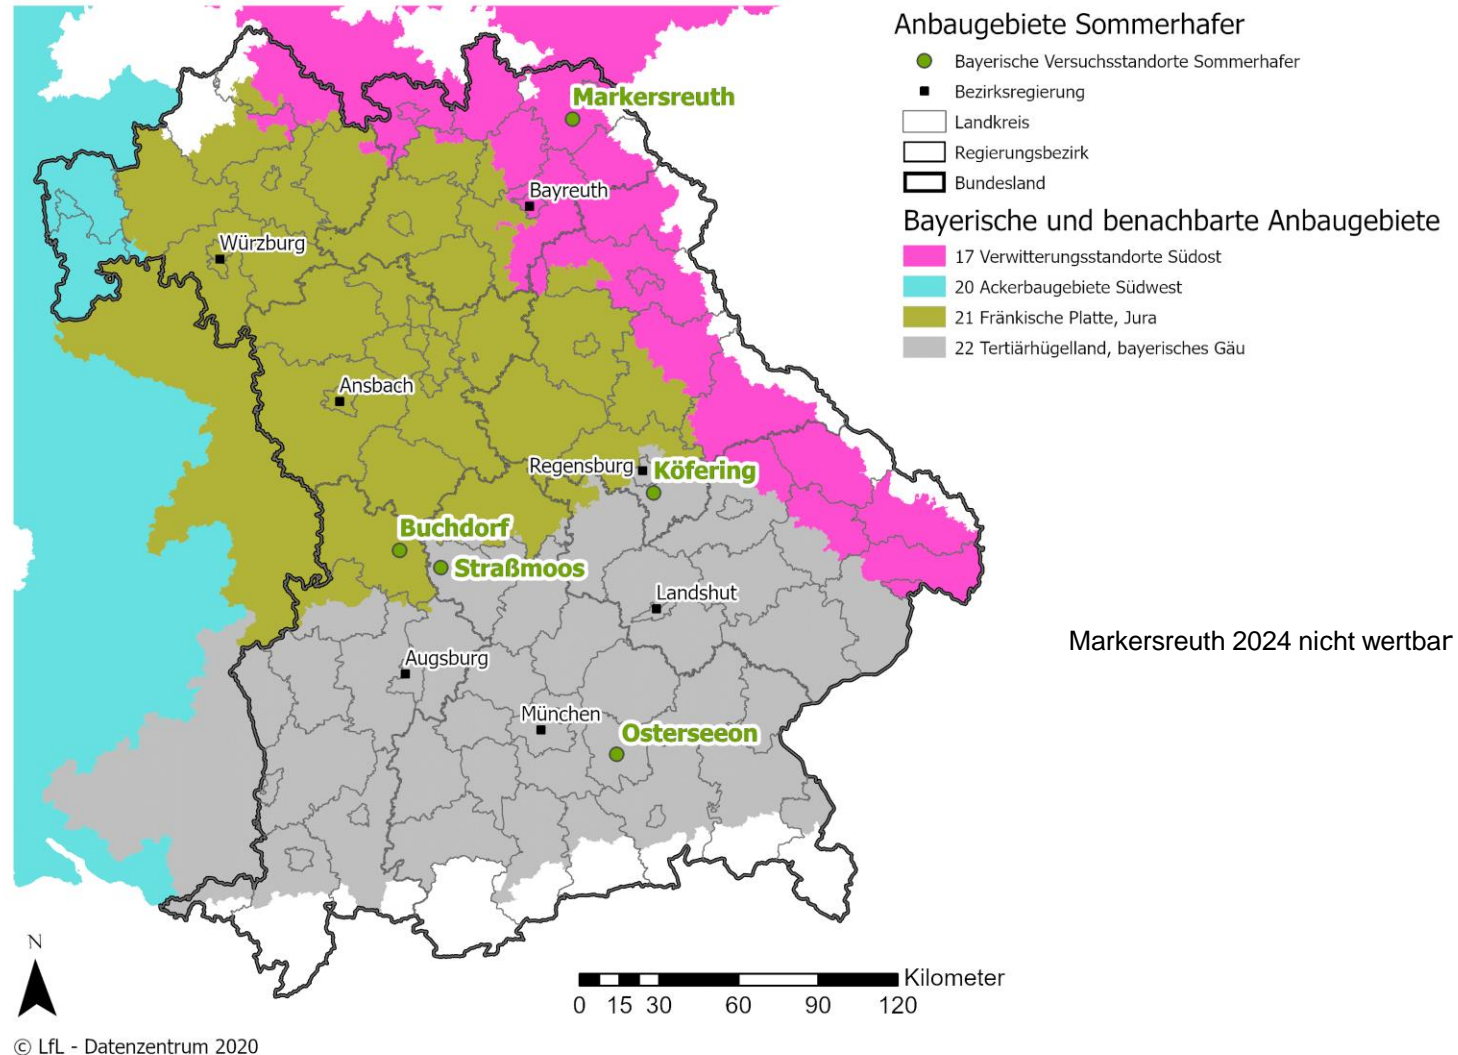 Anbaugebiete Sommerhafer
Bayerische Versuchsstandorte Sommerhafer
Bezirksregierung
Landkreis
Regierungsbezirk
Bundesland
Bayerische und benachbarte Anbaugebiete
17 Verwitterungsstandorte Südost
20 Ackerbaugebiete Südwest
21 Fränkische Platte, Jura
22 Tertiärhügelland, bayerisches Gäu
Markersreuth
Bayreuth
Würzburg
Ansbach
Regensburg
Köfering
Buchdorf
Straßmoos
Landshut
Augsburg
München
Osterseeon
Markersreuth 2024 nicht wertbar
N
Kilometer
0 15 30 60 90 120
© LfL - Datenzentrum 2020